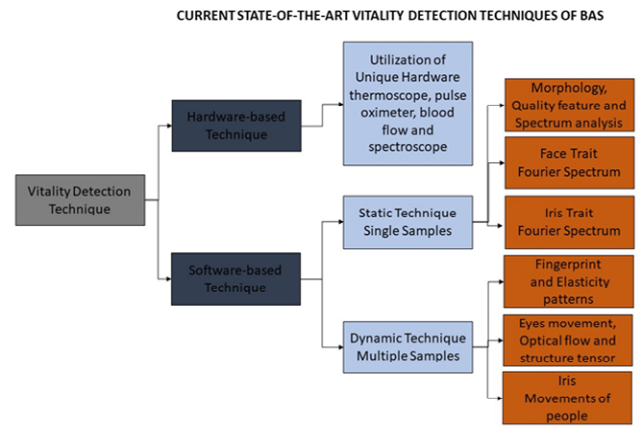 CURRENT STATE-OF-THE-ART VITALITY DETECTION TECHNIQUES OF BAS
Vitality Detection
Technique
Hardware-based
Technique
Utilization of
Unique Hardware
thermoscope, pulse
oximeter, blood
flow and
spectroscope
Software-based
Technique
Static Technique
Single Samples
Morphology,
Quality feature and
Spectrum analysis
Face Trait
Fourier Spectrum
Iris Trait
Fourier Spectrum
Dynamic Technique
Multiple Samples
Fingerprint
and Elasticity
patterns
Eyes movement,
Optical flow and
structure tensor
Iris
Movements of
people